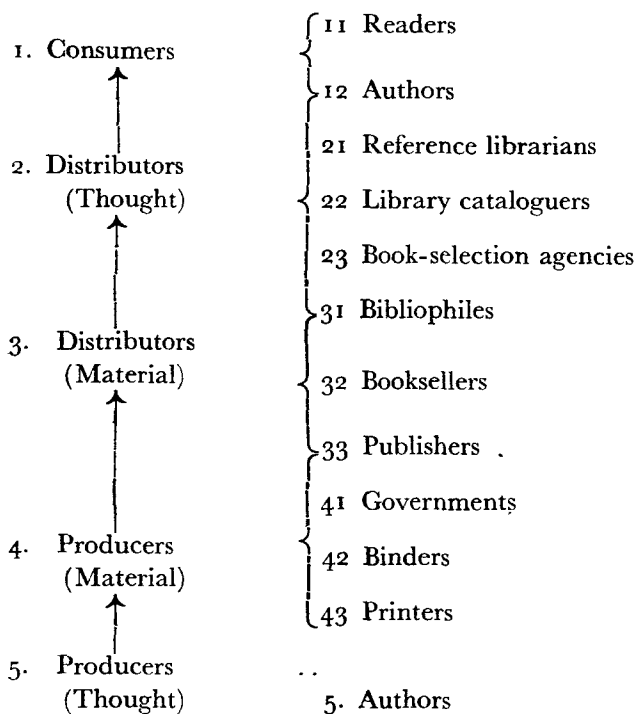 11 Readers
1. Consumers
12 Authors
21 Reference librarians
2. Distributors
(Thought)
22 Library cataloguers
23 Book-selection agencies
31 Bibliophiles
3. Distributors
(Material)
32 Booksellers
33 Publishers .
41 Governments
4. Producers
(Material)
42 Binders
43 Printers
5. Producers
(Thought)
..
5. Authors